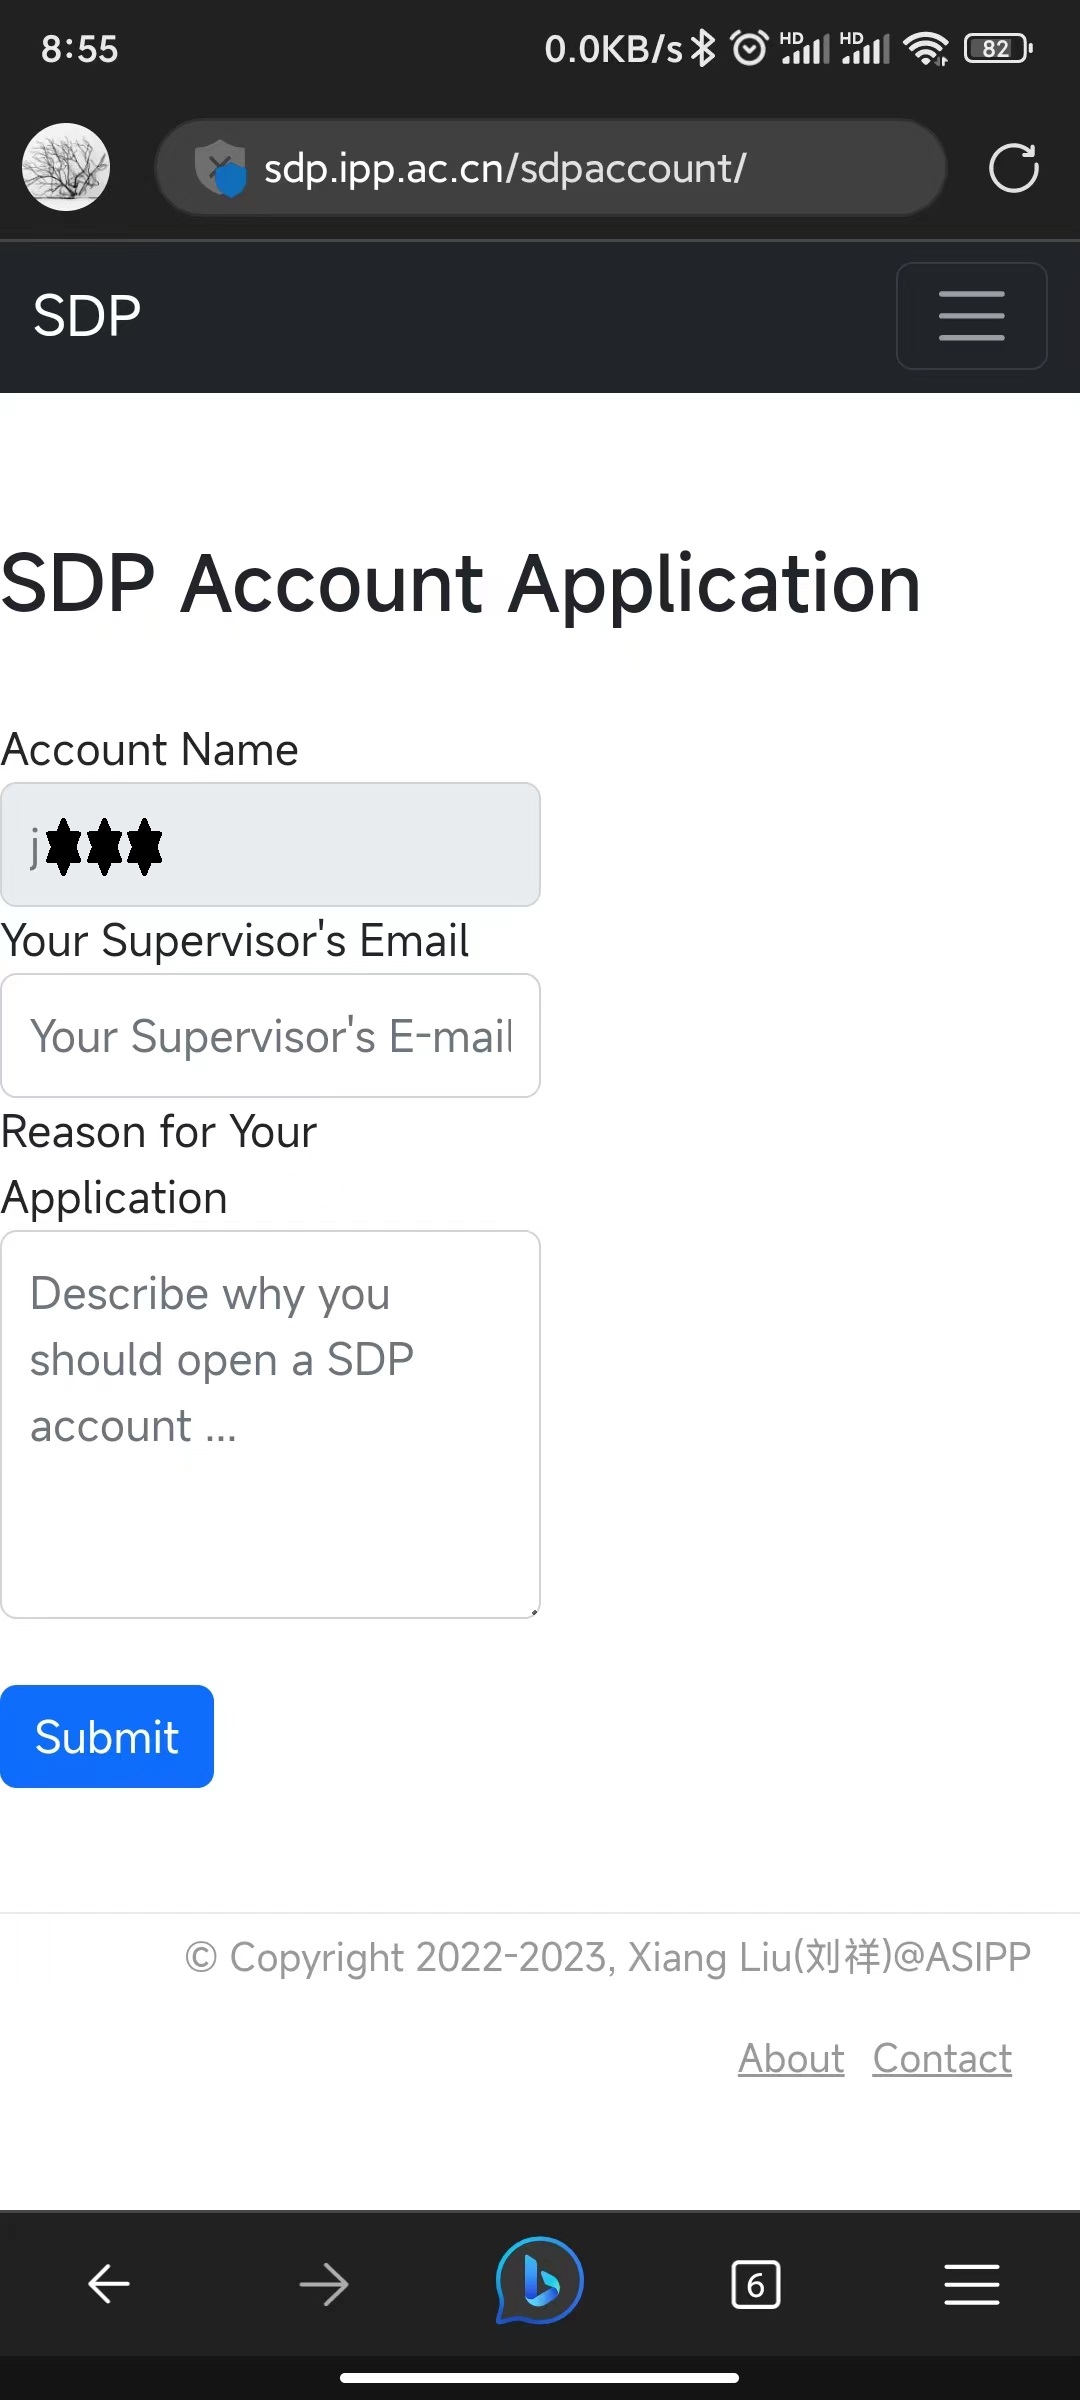 8:55
0.0KB/s HD HD 82
sdp.ipp.ac.cn/sdpaccount/
SDP
SDP Account Application
Account Name
j
Your Supervisor's Email
Your Supervisor's E-mail
Reason for Your
Application
Describe why you
should open a SDP
account ...
Submit
© Copyright 2022-2023, Xiang Liu(刘祥)@ASIPP
About Contact
6